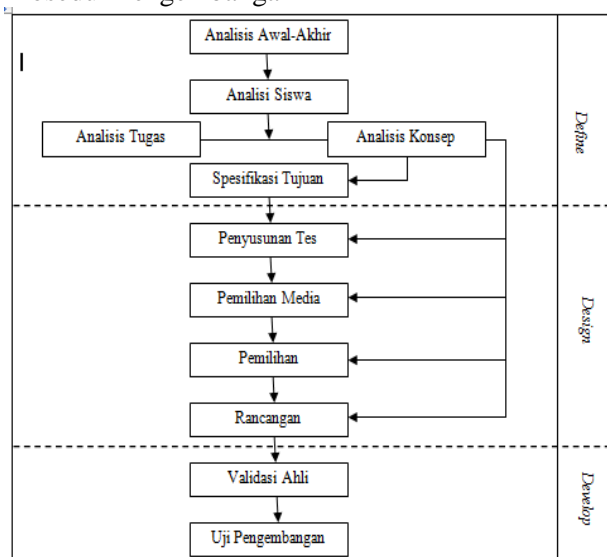 Analisis Awal-Akhir
Analisi Siswa
Analisis Tugas
Analisis Konsep
Spesifikasi Tujuan
Define
Penyusunan Tes
Pemilihan Media
Pemilihan
Rancangan
Design
Validasi Ahli
Uji Pengembangan
Develop